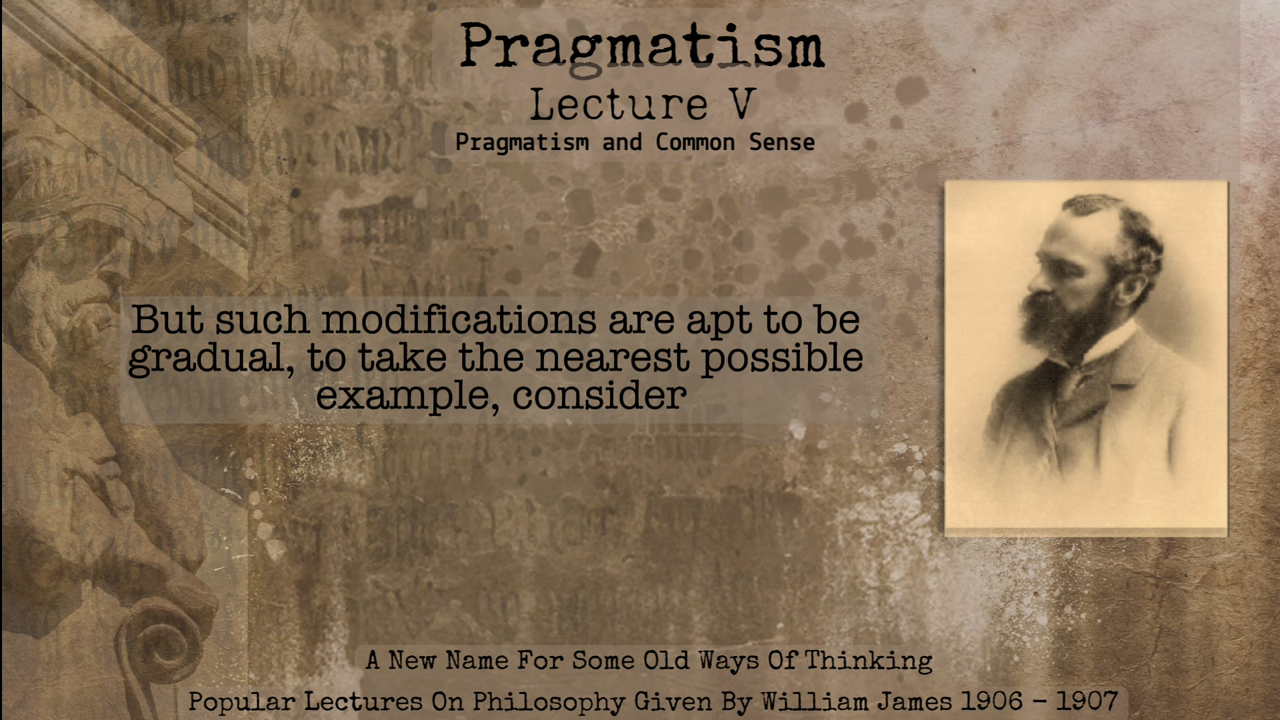 Pragmatism
Lecture V
Pragmatism and Common Sense
But such modifications are apt to be
gradual, to take the nearest possible
example, consider
A New Name For Some Old Ways Of Thinking
Popular Lectures On Philosophy Given By William James 1906 - 1907